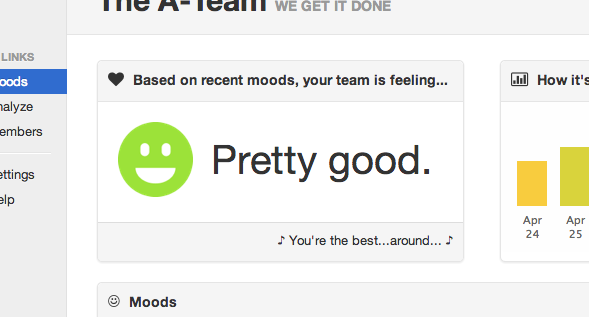 The A-Team WE GET IT DONE
LINKS
oods
nalyze
embers
ettings
elp
Based on recent moods, your team is feeling...
Pretty good.
♪ You're the best...around... ♪
How it's
Apr
24
Apr
25
Moods